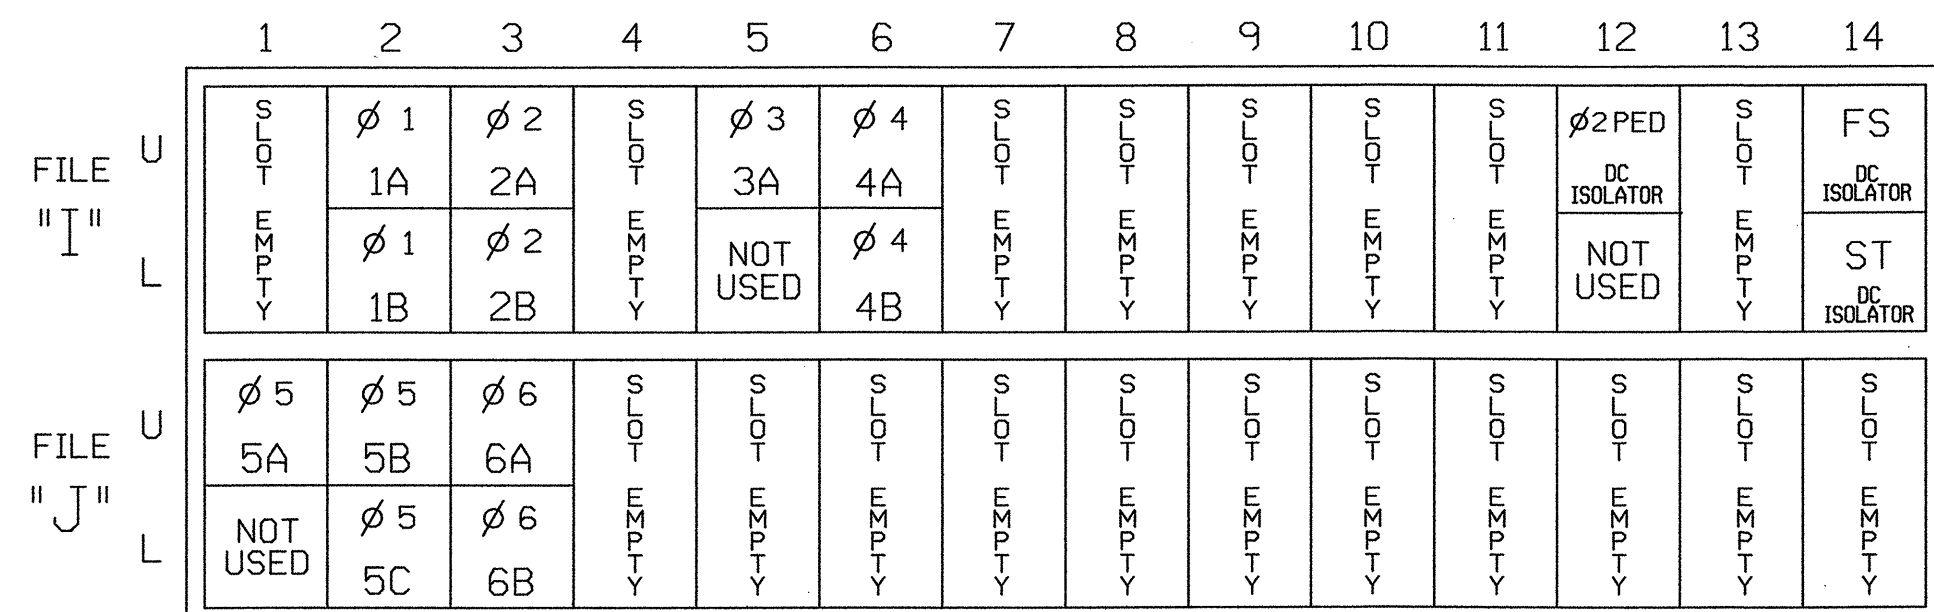 1 2 3 4 5 6 7 8 9 10 11 12 13 14
FILE "I"
U
L
SLOT EMPTY
Ø 1
1A
Ø 1
1B
Ø 2
2A
Ø 2
2B
SLOT EMPTY
Ø 3
3A
NOT
USED
Ø 4
4A
Ø 4
4B
SLOT EMPTY
SLOT EMPTY
SLOT EMPTY
SLOT EMPTY
SLOT EMPTY
Ø2 PED
DC
ISOLATOR
NOT
USED
SLOT EMPTY
FS
DC
ISOLATOR
ST
DC
ISOLATOR
FILE "J"
U
L
Ø 5
5A
NOT
USED
Ø 5
5B
Ø 5
5C
Ø 6
6A
Ø 6
6B
SLOT EMPTY
SLOT EMPTY
SLOT EMPTY
SLOT EMPTY
SLOT EMPTY
SLOT EMPTY
SLOT EMPTY
SLOT EMPTY
SLOT EMPTY
SLOT EMPTY
SLOT EMPTY